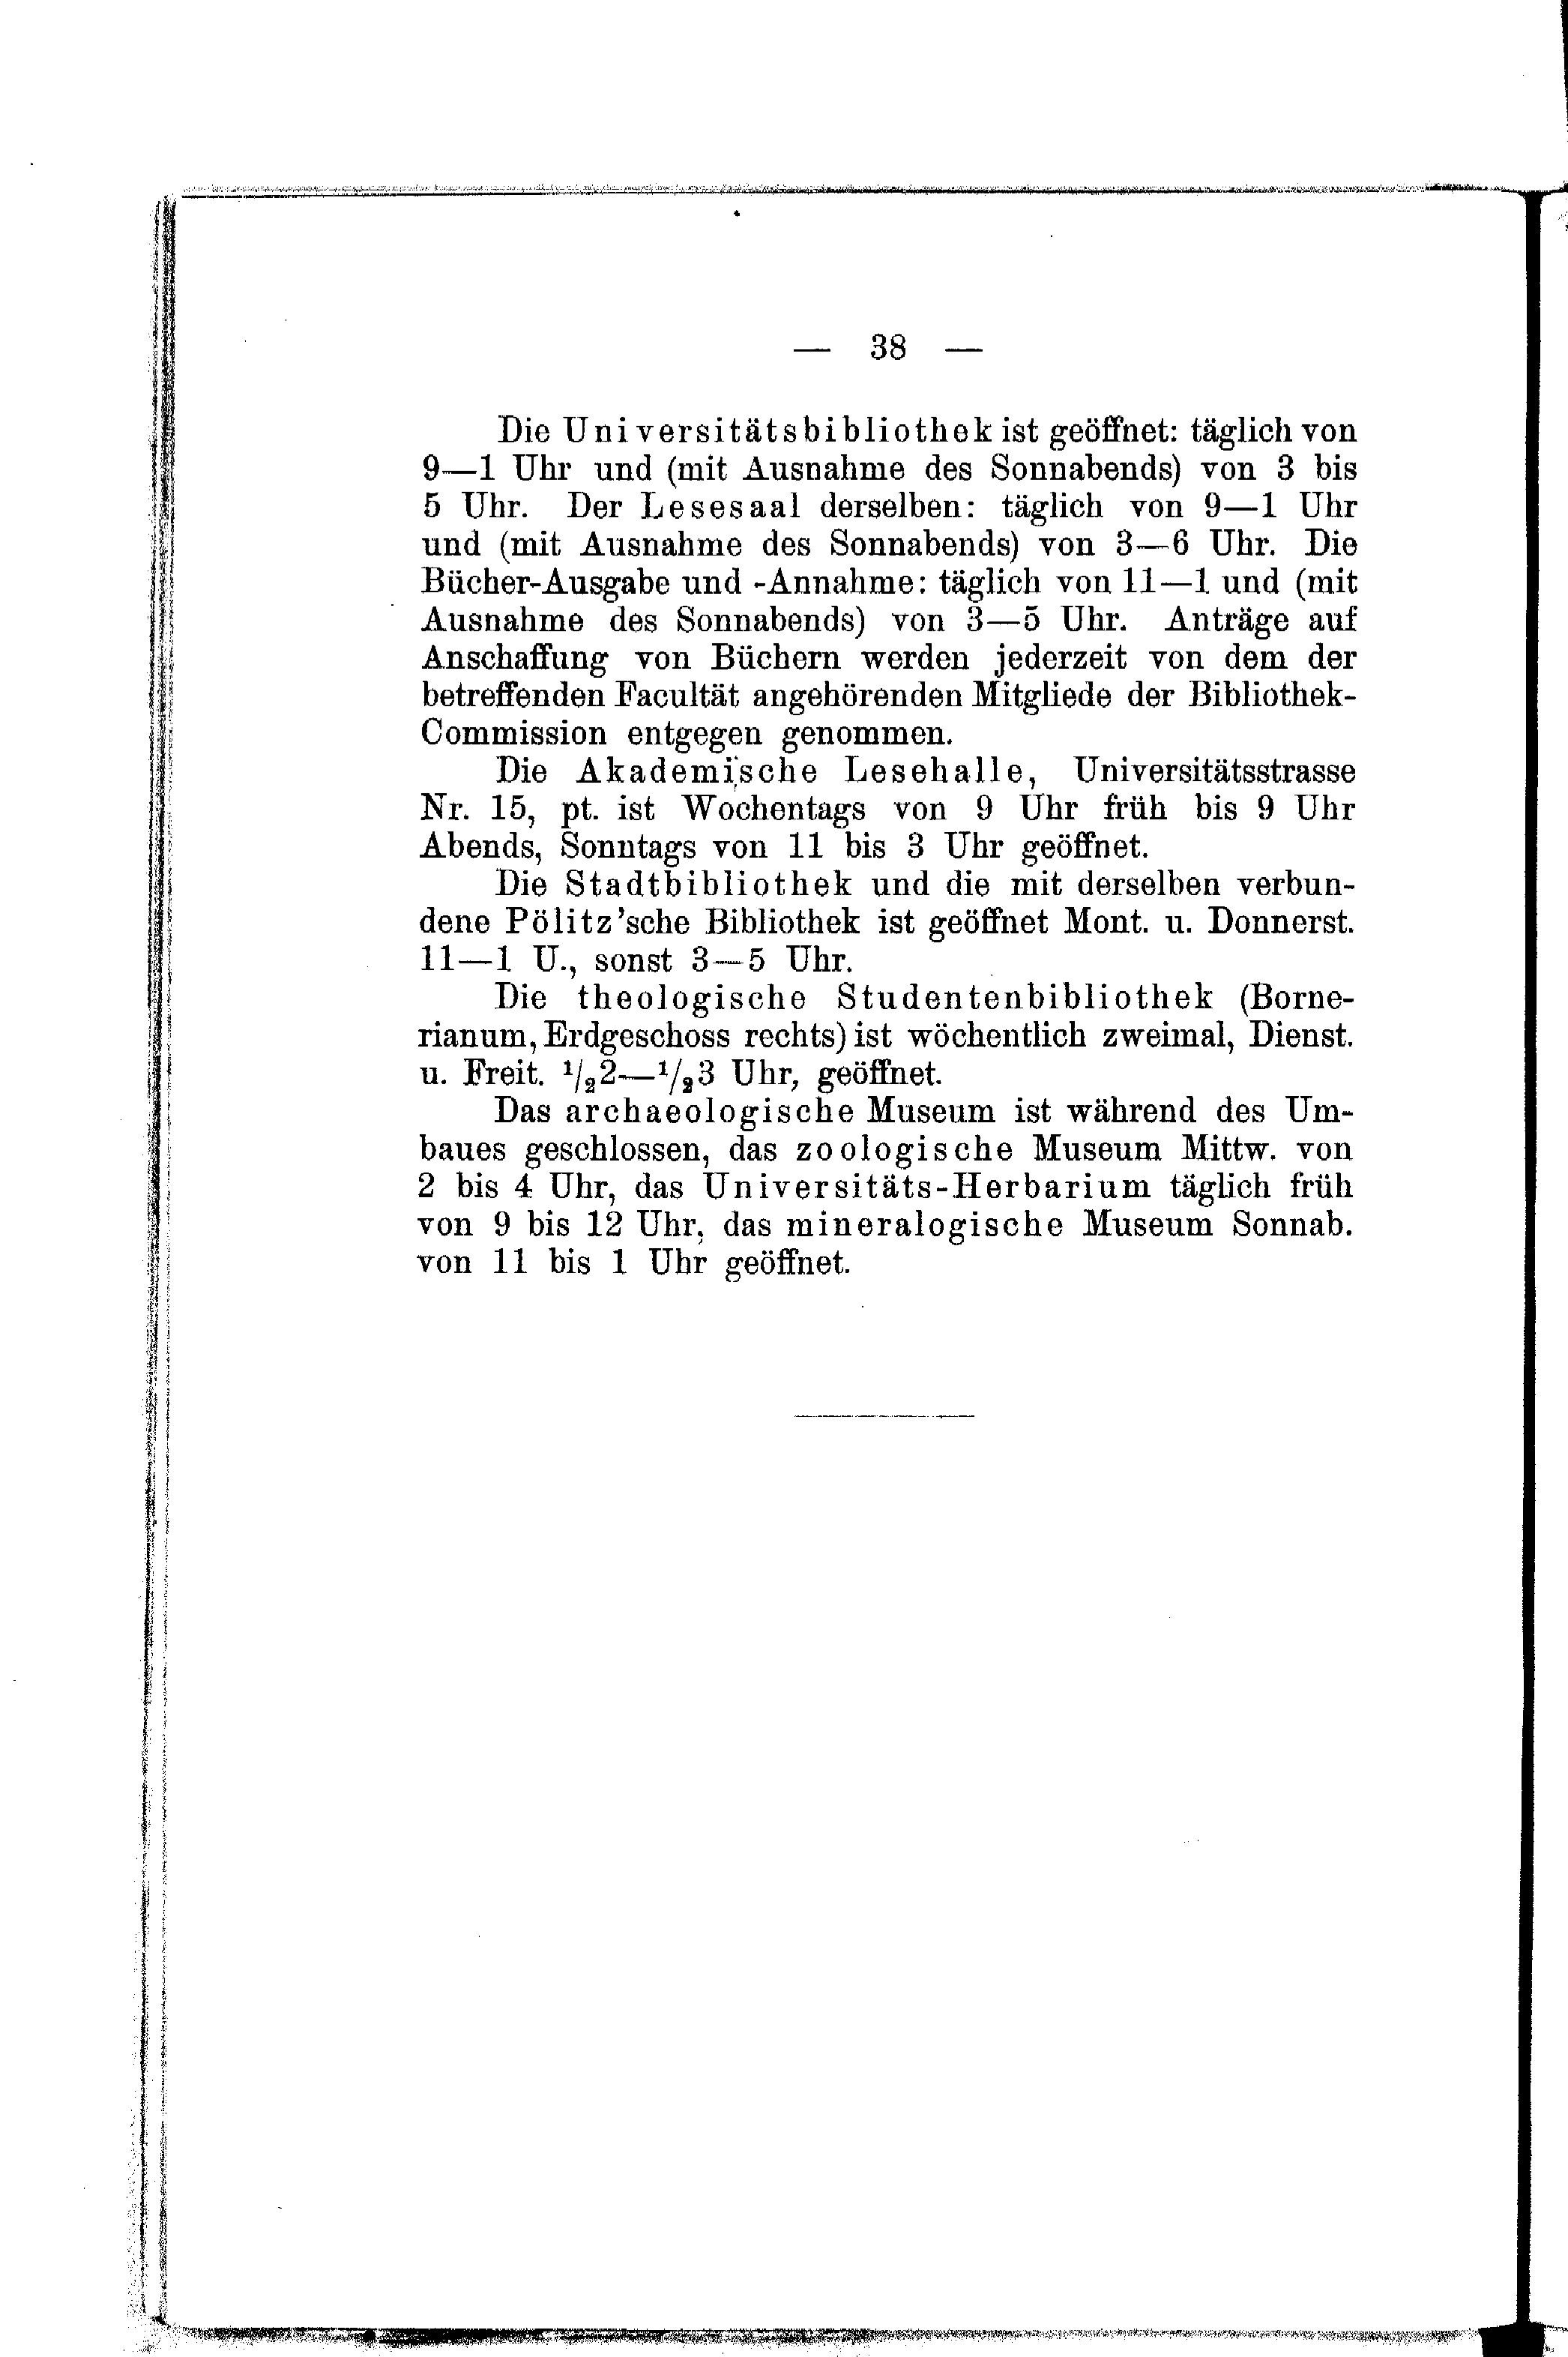 — 38 —
Die Universitätsbibliothek ist geöffnet: täglich von
9—1 Uhr und (mit Ausnahme des Sonnabends) von 3 bis
5 Uhr. Der Lesesaal derselben: täglich von 9—1 Uhr
und (mit Ausnahme des Sonnabends) von 3—6 Uhr. Die
Bücher-Ausgabe und -Annahme: täglich von 11—1 und (mit
Ausnahme des Sonnabends) von 3—5 Uhr. Anträge auf
Anschaffung von Büchern werden jederzeit von dem der
betreffenden Facultät angehörenden Mitgliede der Bibliothek-
Commission entgegen genommen.
Die Akademische Lesehalle, Universitätsstrasse
Nr. 15, pt. ist Wochentags von 9 Uhr früh bis 9 Uhr
Abends, Sonntags von 11 bis 3 Uhr geöffnet.
Die Stadtbibliothek und die mit derselben verbun-
dene Pölitz'sche Bibliothek ist geöffnet Mont. u. Donnerst.
11—1 U., sonst 3—5 Uhr.
Die theologische Studentenbibliothek (Borne-
rianum, Erdgeschoss rechts) ist wöchentlich zweimal, Dienst.
u. Freit. ¹/₂2—¹/₂3 Uhr, geöffnet.
Das archaeologische Museum ist während des Um-
baues geschlossen, das zoologische Museum Mittw. von
2 bis 4 Uhr, das Universitäts-Herbarium täglich früh
von 9 bis 12 Uhr, das mineralogische Museum Sonnab.
von 11 bis 1 Uhr geöffnet.